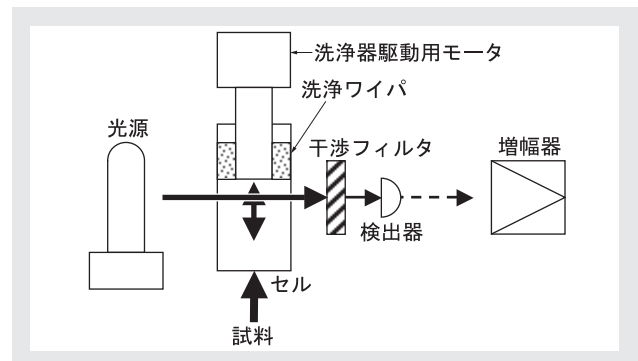 洗浄器駆動用モータ
洗浄ワイパ
光源
干渉フィルタ
増幅器
検出器
セル
試料